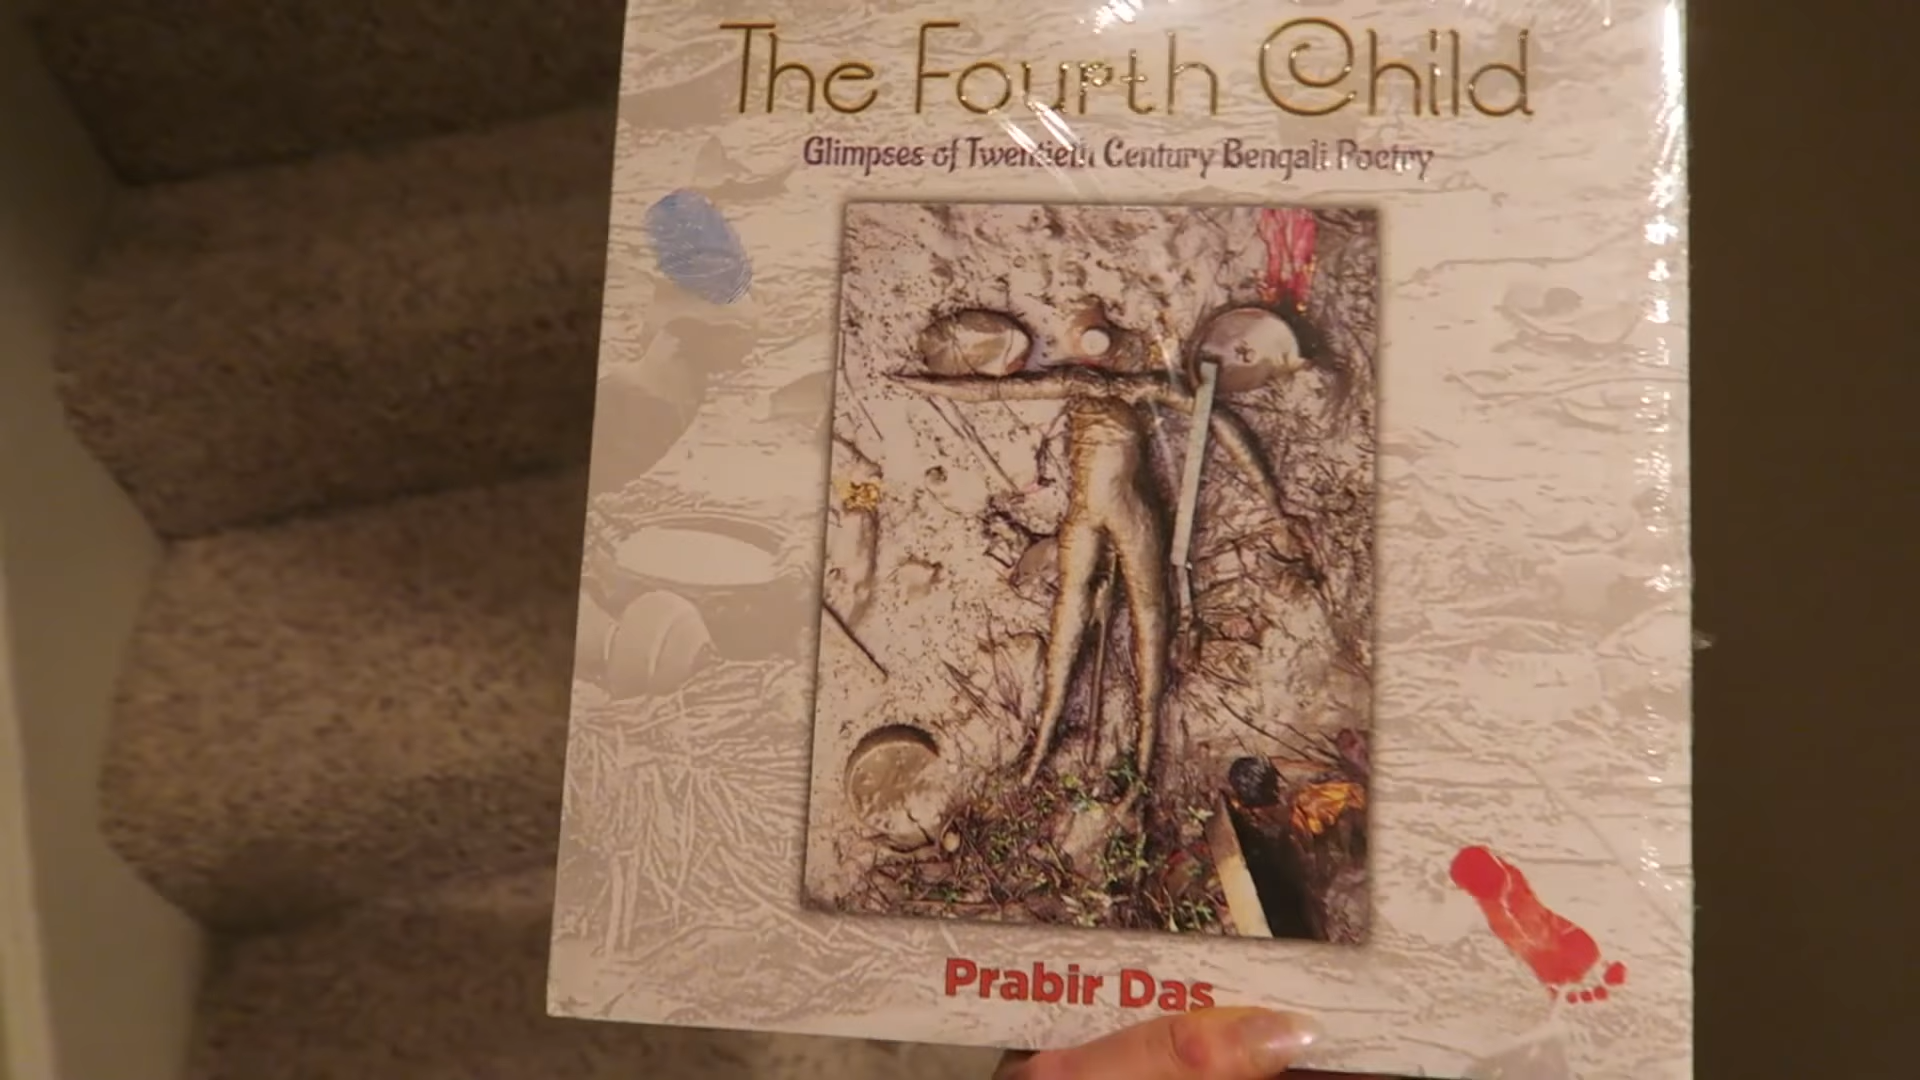 The Fourth Child
Glimpses of Twentieth Century Bengali Poetry
Prabir Das